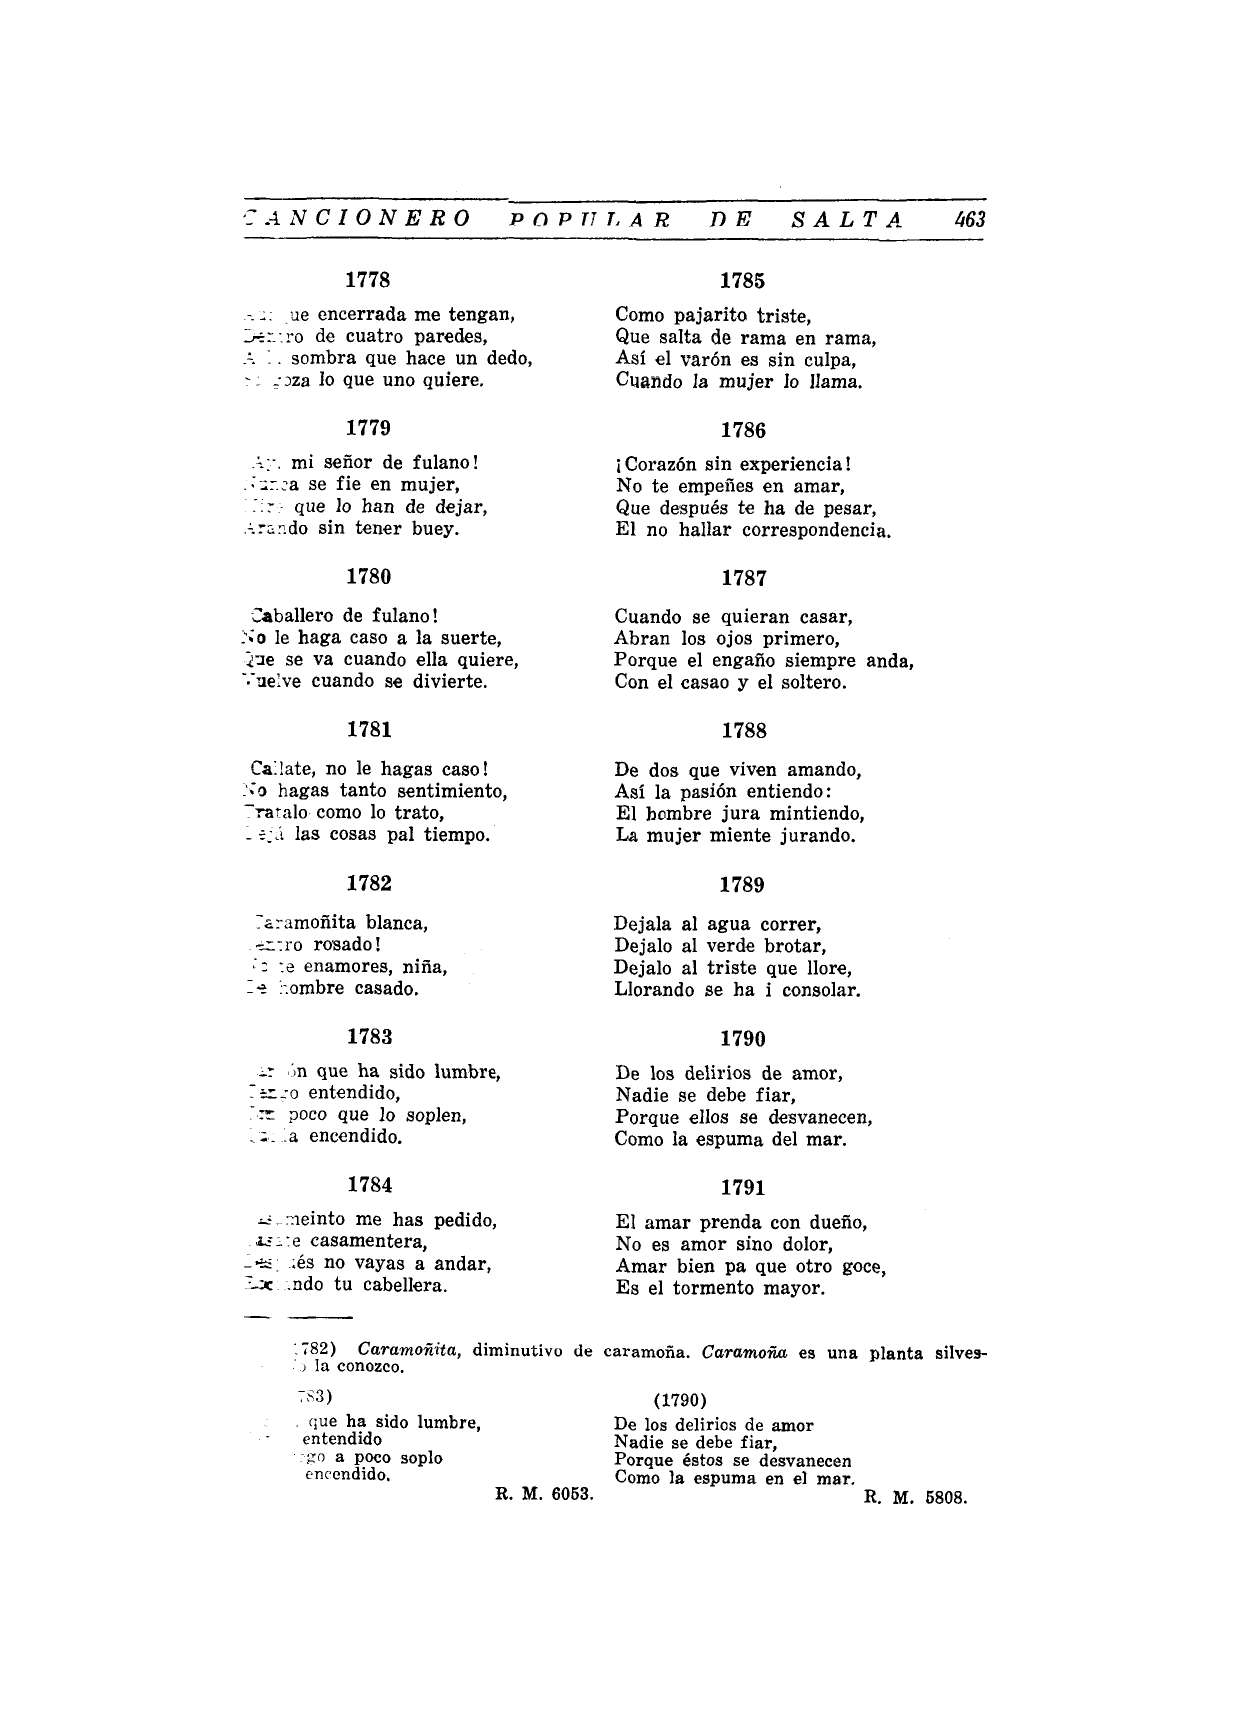 CANCIONERO POPULAR DE SALTA 463
1778
encerrada me tengan,
Dentro de cuatro paredes,
A sombra que hace un dedo,
lo que uno quiere.
1779
mi señor de fulano!
Nunca se fie en mujer,
que lo han de dejar,
Arando sin tener buey.
1780
Caballero de fulano!
No le haga caso a la suerte,
Que se va cuando ella quiere,
Vuelve cuando se divierte.
1781
Callate, no le hagas caso!
No hagas tanto sentimiento,
Tratalo como lo trato,
Dejá las cosas pal tiempo.
1782
Caramoñita blanca,
rosado!
te enamores, niña,
De hombre casado.
1783
que ha sido lumbre,
entendido,
poco que lo soplen,
encendido.
1784
me has pedido,
casamentera,
no vayas a andar,
tu cabellera.
1785
Como pajarito triste,
Que salta de rama en rama,
Así el varón es sin culpa,
Cuando la mujer lo llama.
1786
¡Corazón sin experiencia!
No te empeñes en amar,
Que después te ha de pesar,
El no hallar correspondencia.
1787
Cuando se quieran casar,
Abran los ojos primero,
Porque el engaño siempre anda,
Con el casao y el soltero.
1788
De dos que viven amando,
Así la pasión entiendo:
El hombre jura mintiendo,
La mujer miente jurando.
1789
Dejala al agua correr,
Dejalo al verde brotar,
Dejalo al triste que llore,
Llorando se ha i consolar.
1790
De los delirios de amor,
Nadie se debe fiar,
Porque ellos se desvanecen,
Como la espuma del mar.
1791
El amar prenda con dueño,
No es amor sino dolor,
Amar bien pa que otro goce,
Es el tormento mayor.
1782) Caramoñita, diminutivo de caramoña. Caramoña es una planta silves-
la conozco.
783)
que ha sido lumbre,
entendido
a poco soplo
encendido.
R. M. 6053.
(1790)
De los delirios de amor
Nadie se debe fiar,
Porque éstos se desvanecen
Como la espuma en el mar.
R. M. 5808.